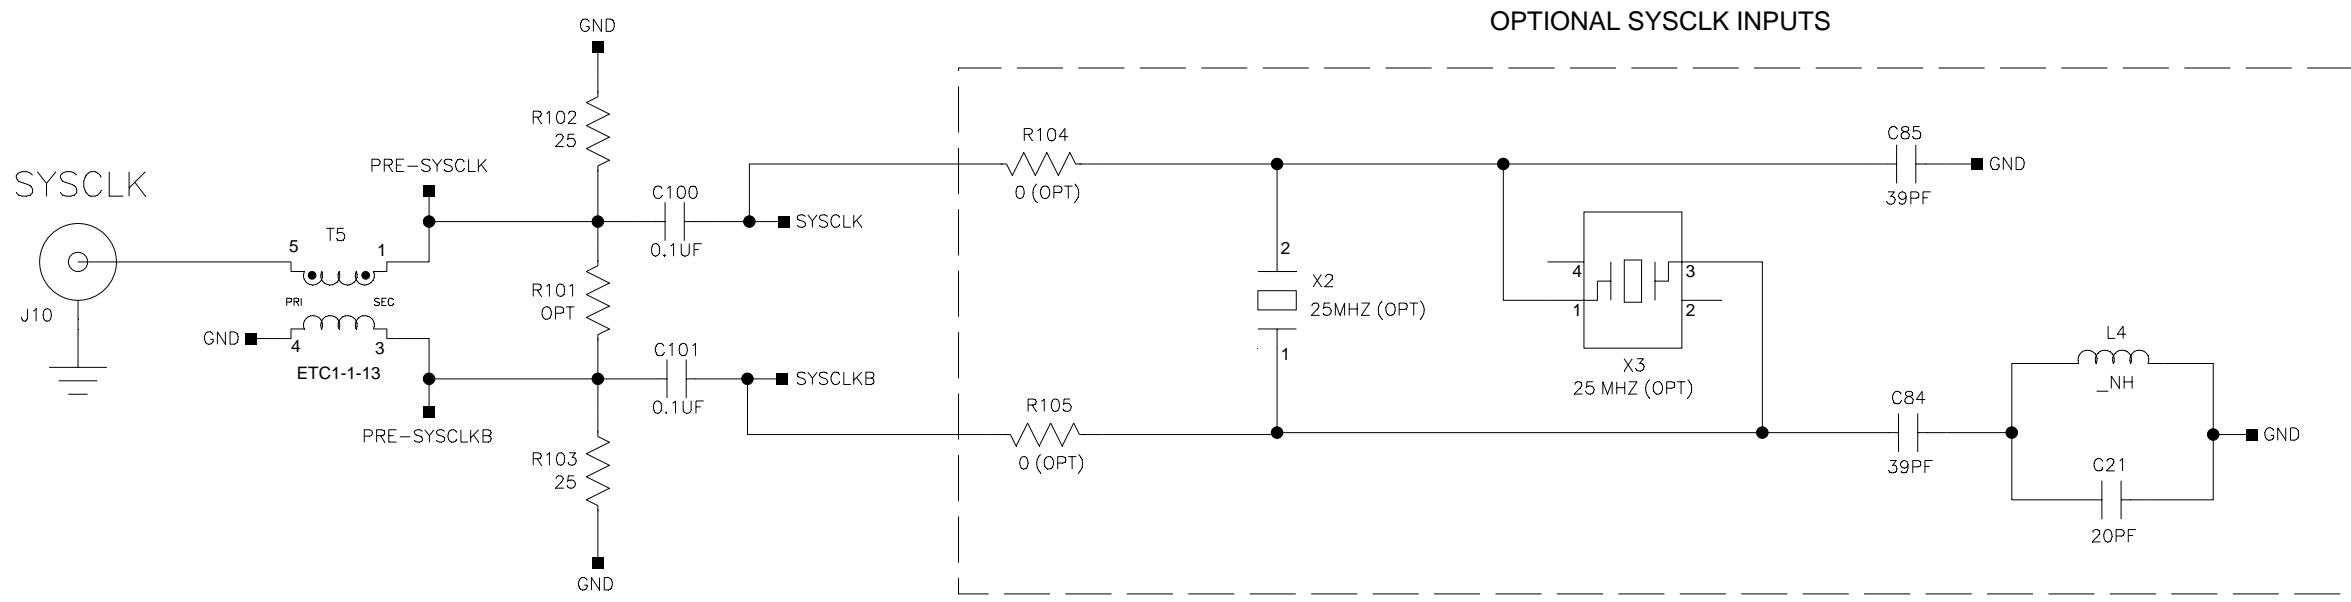 OPTIONAL SYSCLK INPUTS
GND
R102
25
PRE-SYSCLK
SYSCLK
J10
5
T5
1
PRI
SEC
GND
4
3
ETC1-1-13
PRE-SYSCLKB
C100
0.1UF
SYSCLK
R101
OPT
C101
0.1UF
SYSCLKB
R103
25
GND
R104
0 (OPT)
R105
0 (OPT)
2
X2
25MHZ (OPT)
1
4
3
1
2
X3
25 MHZ (OPT)
C85
39PF
GND
C84
39PF
L4
_NH
C21
20PF
GND